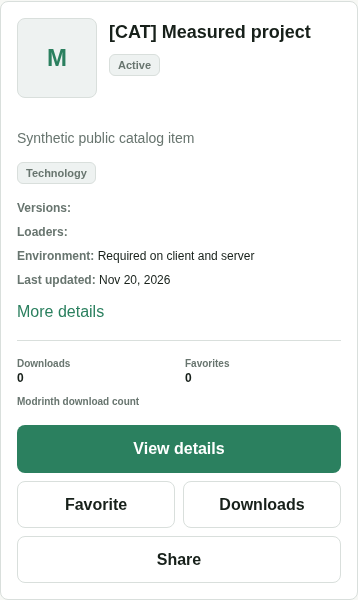 M
[CAT] Measured project
Active
Synthetic public catalog item
Technology
Versions:
Loaders:
Environment: Required on client and server
Last updated: Nov 20, 2026
More details
Downloads
0
Favorites
0
Modrinth download count
View details
Favorite
Downloads
Share